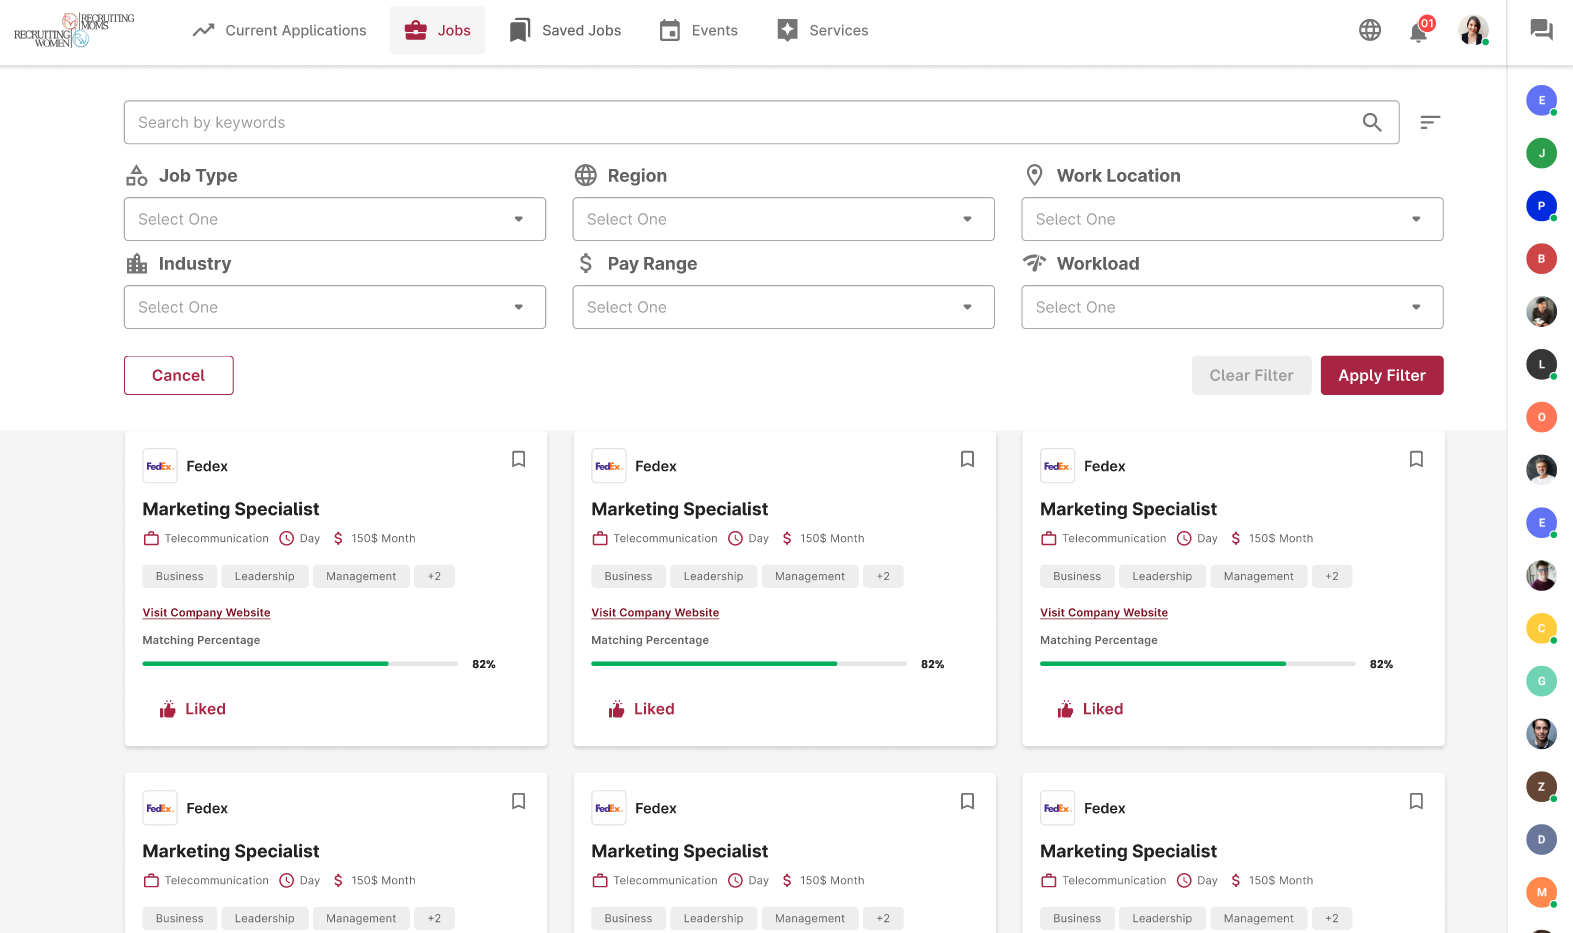 RECRUITING
MOMS
RECRUITING
WOMEN
Current Applications
Jobs
Saved Jobs
Events
Services
01
Search by keywords
Job Type
Region
Work Location
Select One
Select One
Select One
Industry
Pay Range
Workload
Select One
Select One
Select One
Cancel
Clear Filter
Apply Filter
FedEx.
Fedex
Marketing Specialist
Telecommunication
Day
150$ Month
Business
Leadership
Management
+2
Visit Company Website
Matching Percentage
82%
Liked
FedEx.
Fedex
Marketing Specialist
Telecommunication
Day
150$ Month
Business
Leadership
Management
+2
Visit Company Website
Matching Percentage
82%
Liked
FedEx.
Fedex
Marketing Specialist
Telecommunication
Day
150$ Month
Business
Leadership
Management
+2
Visit Company Website
Matching Percentage
82%
Liked
FedEx.
Fedex
Marketing Specialist
Telecommunication
Day
150$ Month
Business
Leadership
Management
+2
FedEx.
Fedex
Marketing Specialist
Telecommunication
Day
150$ Month
Business
Leadership
Management
+2
FedEx.
Fedex
Marketing Specialist
Telecommunication
Day
150$ Month
Business
Leadership
Management
+2
E
J
P
B
L
O
E
C
G
Z
D
M